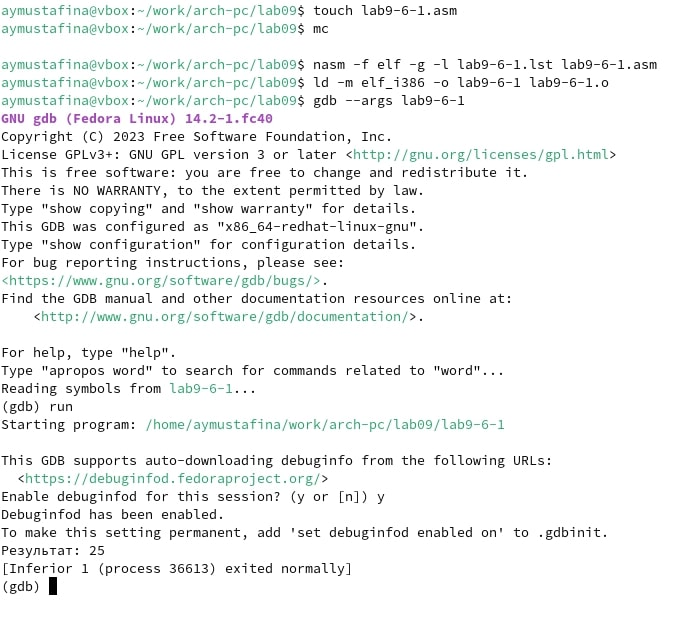 aymustafina@vbox:~/work/arch-pc/lab09$ touch lab9-6-1.asm
aymustafina@vbox:~/work/arch-pc/lab09$ mc
aymustafina@vbox:~/work/arch-pc/lab09$ nasm -f elf -g -l lab9-6-1.lst lab9-6-1.asm
aymustafina@vbox:~/work/arch-pc/lab09$ ld -m elf_i386 -o lab9-6-1 lab9-6-1.o
aymustafina@vbox:~/work/arch-pc/lab09$ gdb --args lab9-6-1
GNU gdb (Fedora Linux) 14.2-1.fc40
Copyright (C) 2023 Free Software Foundation, Inc.
License GPLv3+: GNU GPL version 3 or later <http://gnu.org/licenses/gpl.html>
This is free software: you are free to change and redistribute it.
There is NO WARRANTY, to the extent permitted by law.
Type "show copying" and "show warranty" for details.
This GDB was configured as "x86_64-redhat-linux-gnu".
Type "show configuration" for configuration details.
For bug reporting instructions, please see:
<https://www.gnu.org/software/gdb/bugs/>.
Find the GDB manual and other documentation resources online at:
    <http://www.gnu.org/software/gdb/documentation/>.
For help, type "help".
Type "apropos word" to search for commands related to "word"...
Reading symbols from lab9-6-1...
(gdb) run
Starting program: /home/aymustafina/work/arch-pc/lab09/lab9-6-1
This GDB supports auto-downloading debuginfo from the following URLs:
  <https://debuginfod.fedoraproject.org/>
Enable debuginfod for this session? (y or [n]) y
Debuginfod has been enabled.
To make this setting permanent, add 'set debuginfod enabled on' to .gdbinit.
Результат: 25
[Inferior 1 (process 36613) exited normally]
(gdb)